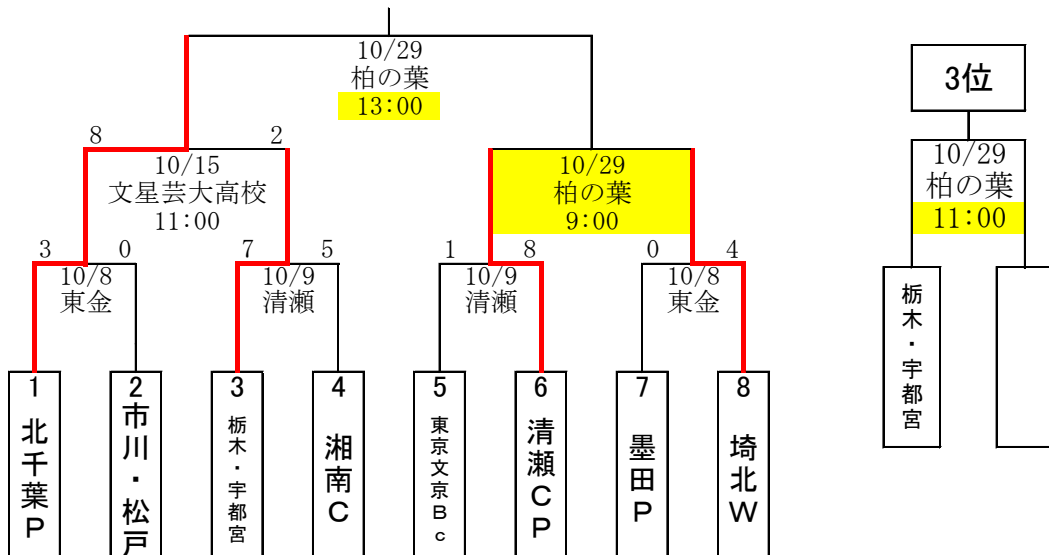 10/29
柏の葉
13:00
3位
8
2
10/15
文星芸大高校
11:00
10/29
柏の葉
9:00
10/29
柏の葉
11:00
3
0
10/8
東金
7
5
10/9
清瀬
1
8
10/9
清瀬
0
4
10/8
東金
栃木・宇都宮
1
北千葉P
2
市川・松戸
3
栃木・宇都宮
4
湘南C
5
東京文京Bc
6
清瀬CP
7
墨田P
8
埼北W